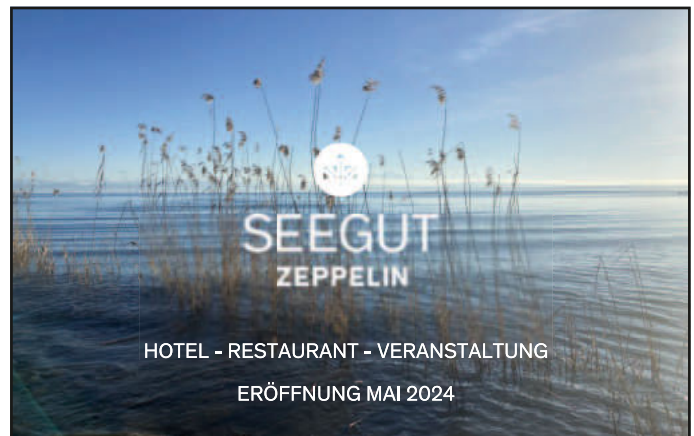 SEEGUT
ZEPPELIN
HOTEL - RESTAURANT - VERANSTALTUNG
ERÖFFNUNG MAI 2024